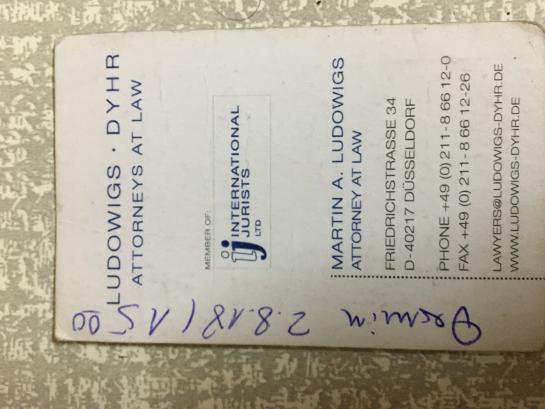 LUDOWIGS · DYHR
ATTORNEYS AT LAW
MEMBER OF:
ij INTERNATIONAL
JURISTS
LTD
MARTIN A. LUDOWIGS
ATTORNEY AT LAW
FRIEDRICHSTRASSE 34
D-40217 DÜSSELDORF
PHONE +49 (0) 211- 8 66 12-0
FAX +49 (0) 211- 8 66 12-26
LAWYERS@LUDOWIGS-DYHR.DE
WWW.LUDOWIGS-DYHR.DE
2.8.18 / 15 00